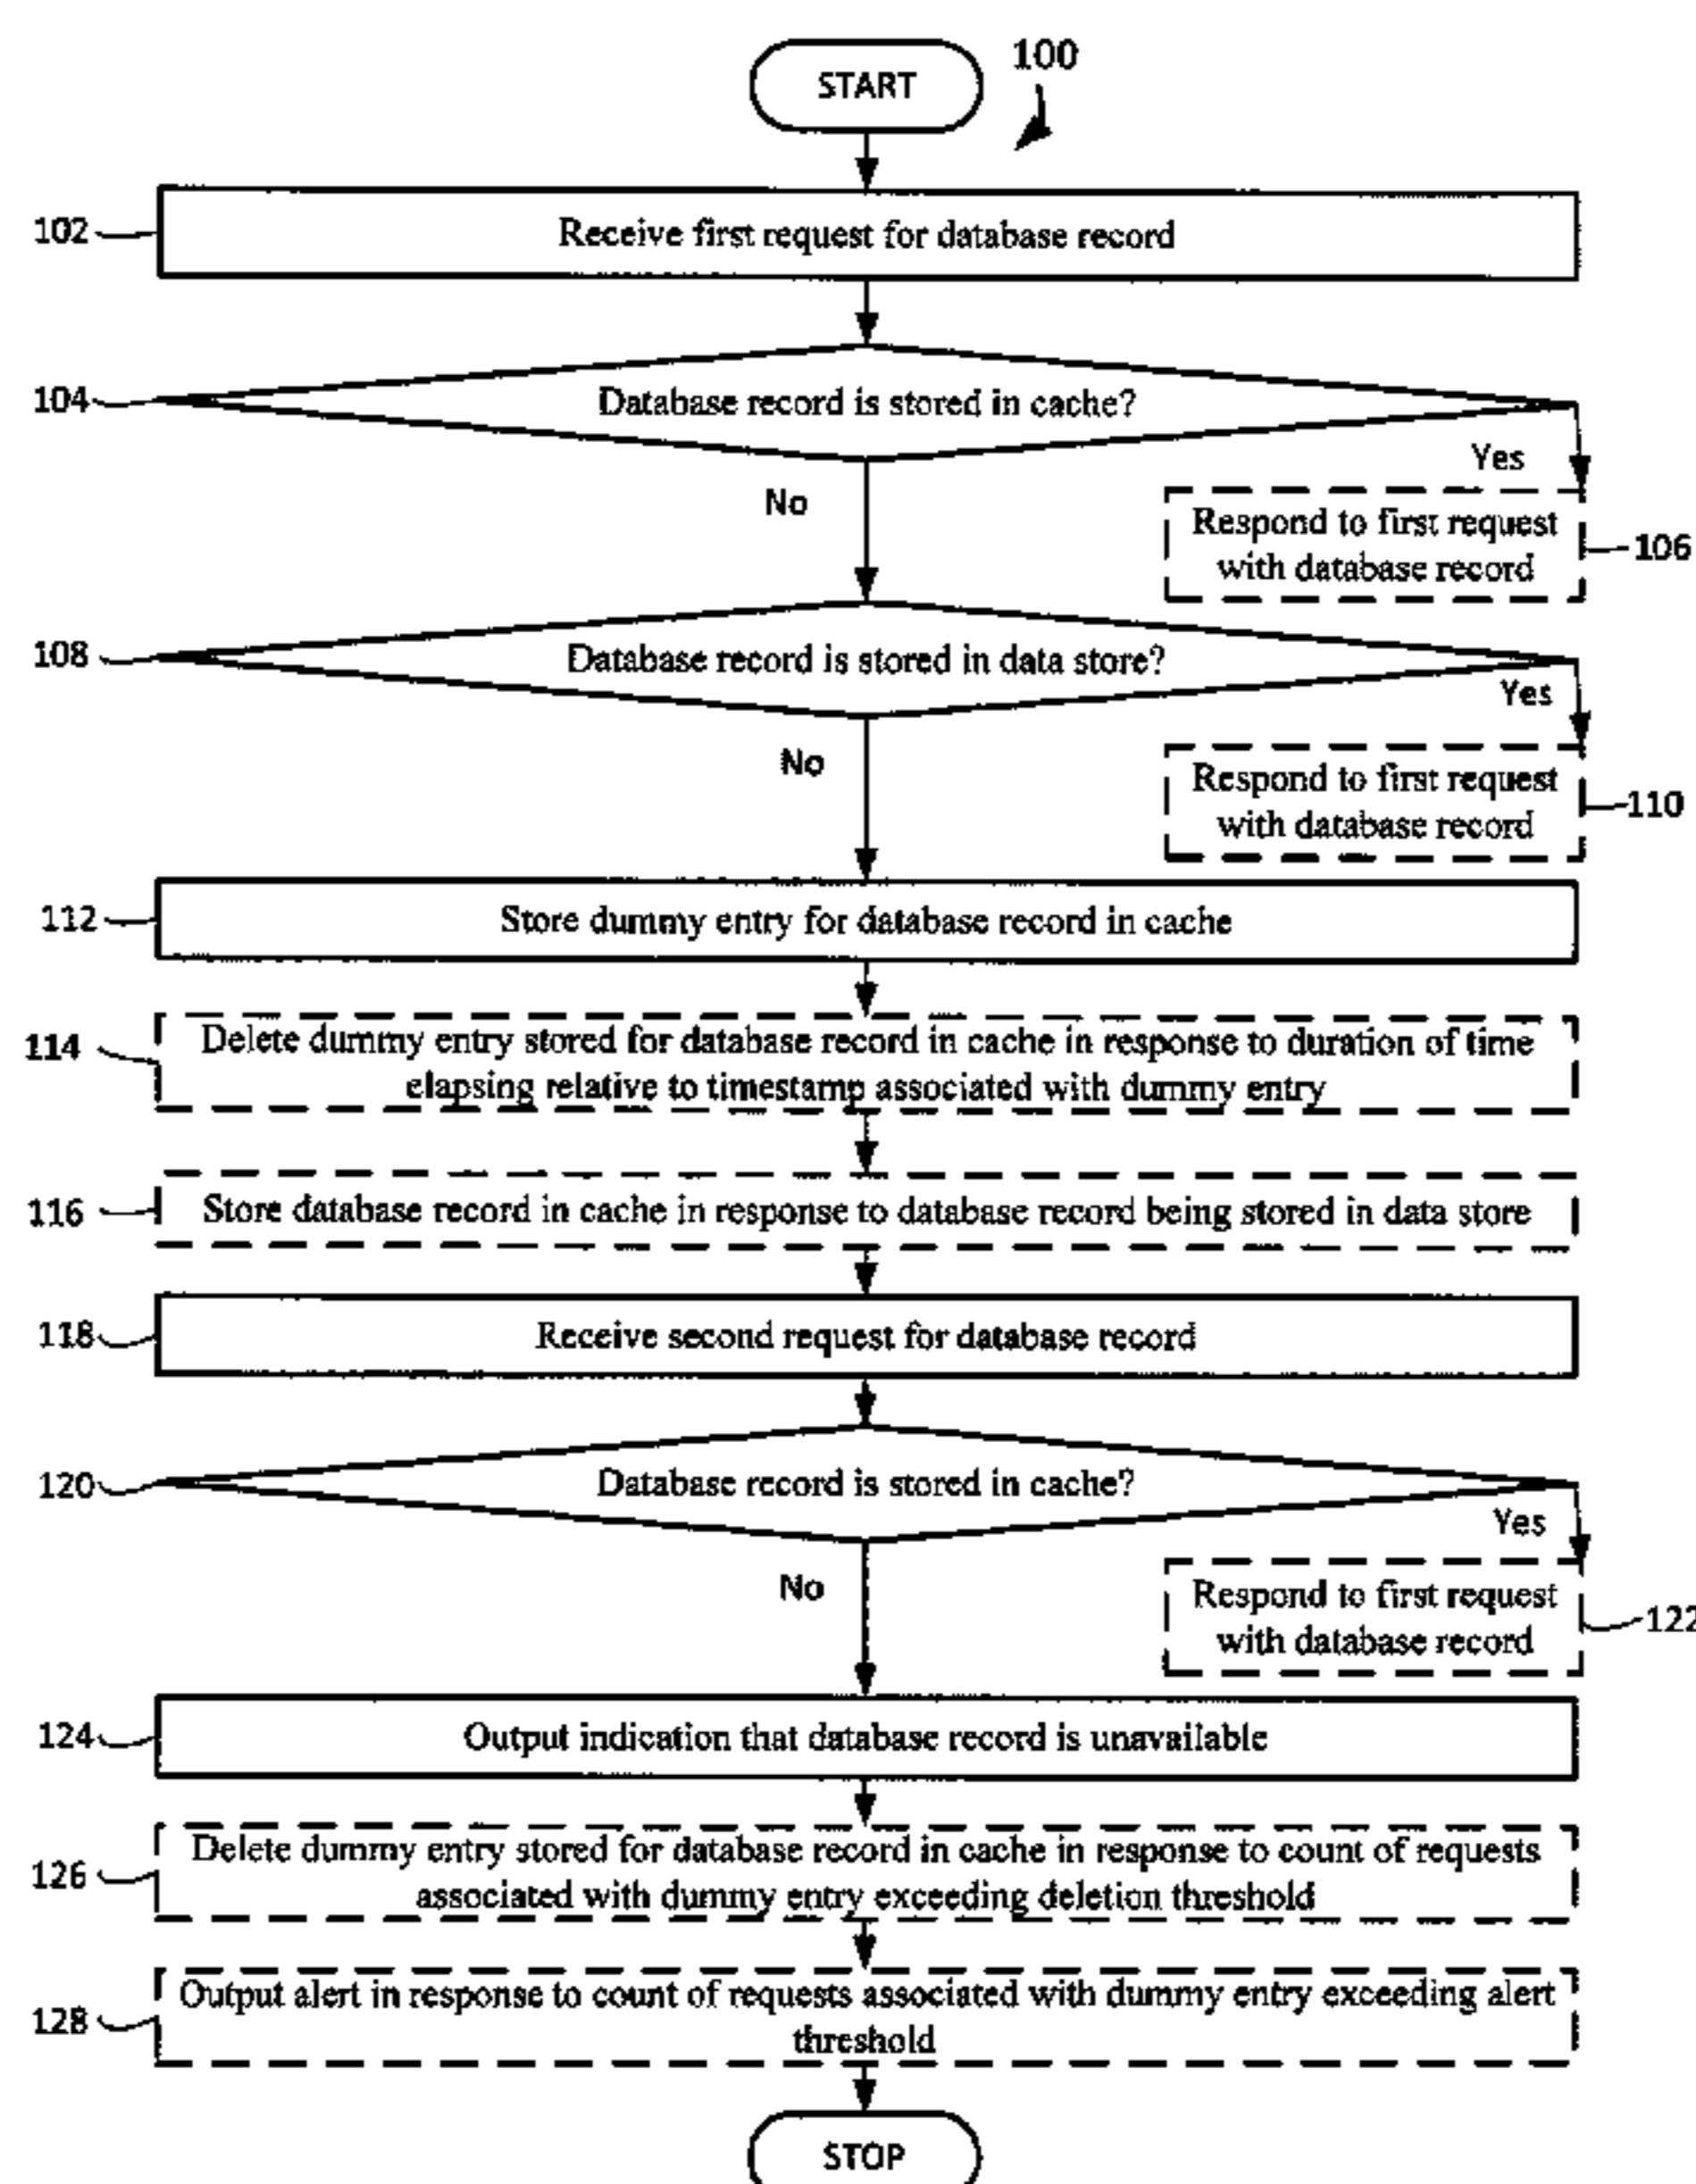 START
100
102
Receive first request for database record
104
Database record is stored in cache?
Yes
No
Respond to first request
with database record
106
108
Database record is stored in data store?
Yes
No
Respond to first request
with database record
110
112
Store dummy entry for database record in cache
114
Delete dummy entry stored for database record in cache in response to duration of time
elapsing relative to timestamp associated with dummy entry
116
Store database record in cache in response to database record being stored in data store
118
Receive second request for database record
120
Database record is stored in cache?
Yes
No
Respond to first request
with database record
122
124
Output indication that database record is unavailable
126
Delete dummy entry stored for database record in cache in response to count of requests
associated with dummy entry exceeding deletion threshold
128
Output alert in response to count of requests associated with dummy entry exceeding alert
threshold
STOP